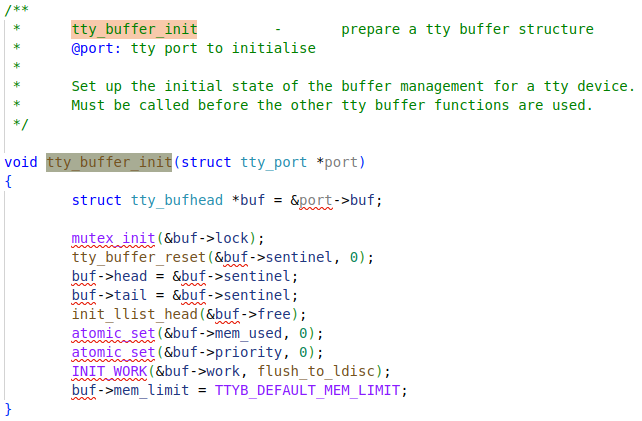 /**
 *	tty_buffer_init		-	prepare a tty buffer structure
 *	@port: tty port to initialise
 *
 *	Set up the initial state of the buffer management for a tty device.
 *	Must be called before the other tty buffer functions are used.
 */
void tty_buffer_init(struct tty_port *port)
{
	struct tty_bufhead *buf = &port->buf;
	mutex_init(&buf->lock);
	tty_buffer_reset(&buf->sentinel, 0);
	buf->head = &buf->sentinel;
	buf->tail = &buf->sentinel;
	init_llist_head(&buf->free);
	atomic_set(&buf->mem_used, 0);
	atomic_set(&buf->priority, 0);
	INIT_WORK(&buf->work, flush_to_ldisc);
	buf->mem_limit = TTYB_DEFAULT_MEM_LIMIT;
}